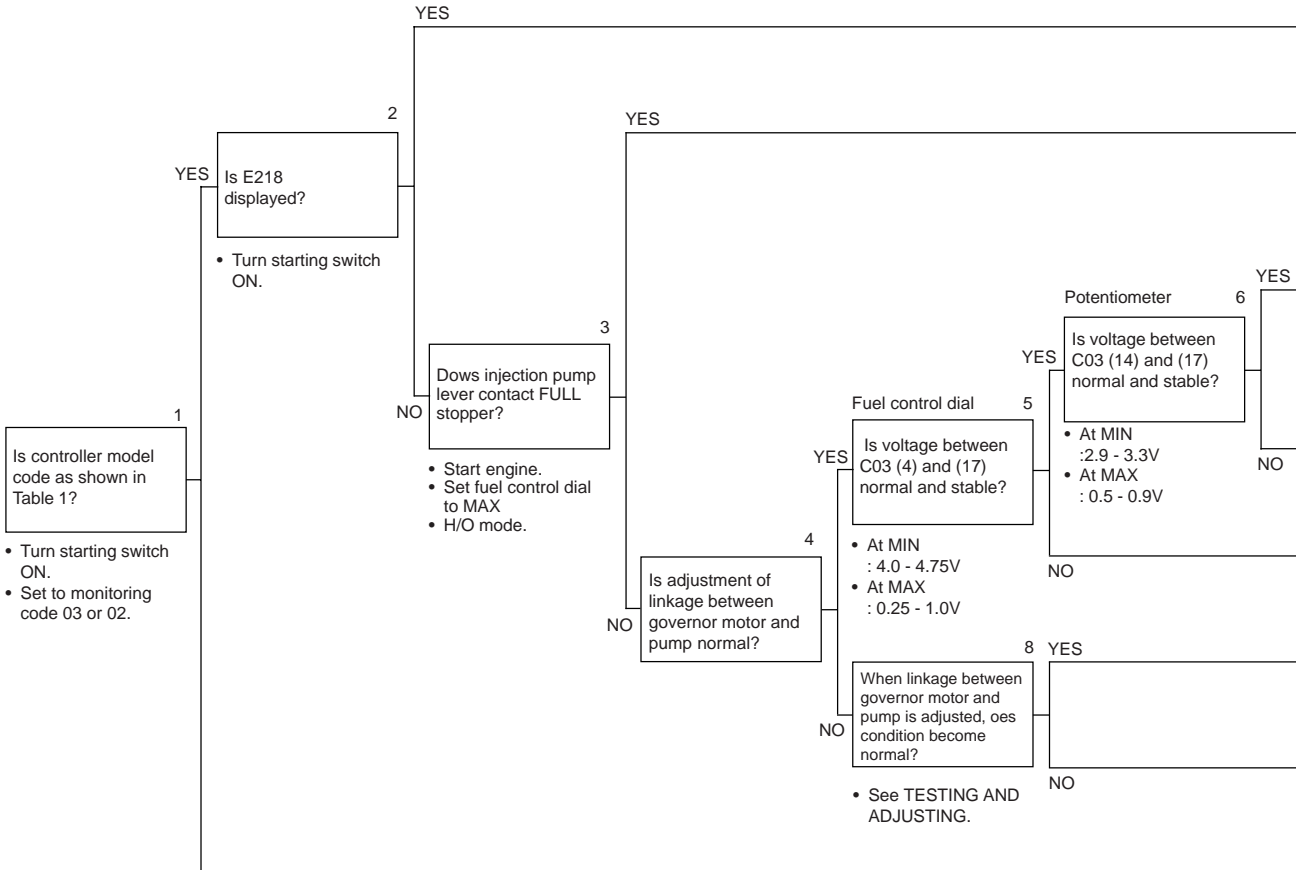 YES
2
YES
YES
Is E218
displayed?
• Turn starting switch
ON.
YES
Potentiometer 6
3
Is voltage between
C03 (14) and (17)
normal and stable?
YES
Dows injection pump
lever contact FULL
stopper?
NO
Fuel control dial 5
1
Is controller model
code as shown in
Table 1?
YES
Is voltage between
C03 (4) and (17)
normal and stable?
• At MIN
:2.9 - 3.3V
• At MAX
: 0.5 - 0.9V
NO
• Start engine.
• Set fuel control dial
to MAX
• H/O mode.
• Turn starting switch
ON.
• Set to monitoring
code 03 or 02.
4
• At MIN
: 4.0 - 4.75V
• At MAX
: 0.25 - 1.0V
NO
Is adjustment of
linkage between
governor motor and
pump normal?
NO
8 YES
When linkage between
governor motor and
pump is adjusted, oes
condition become
normal?
NO
NO
• See TESTING AND
ADJUSTING.